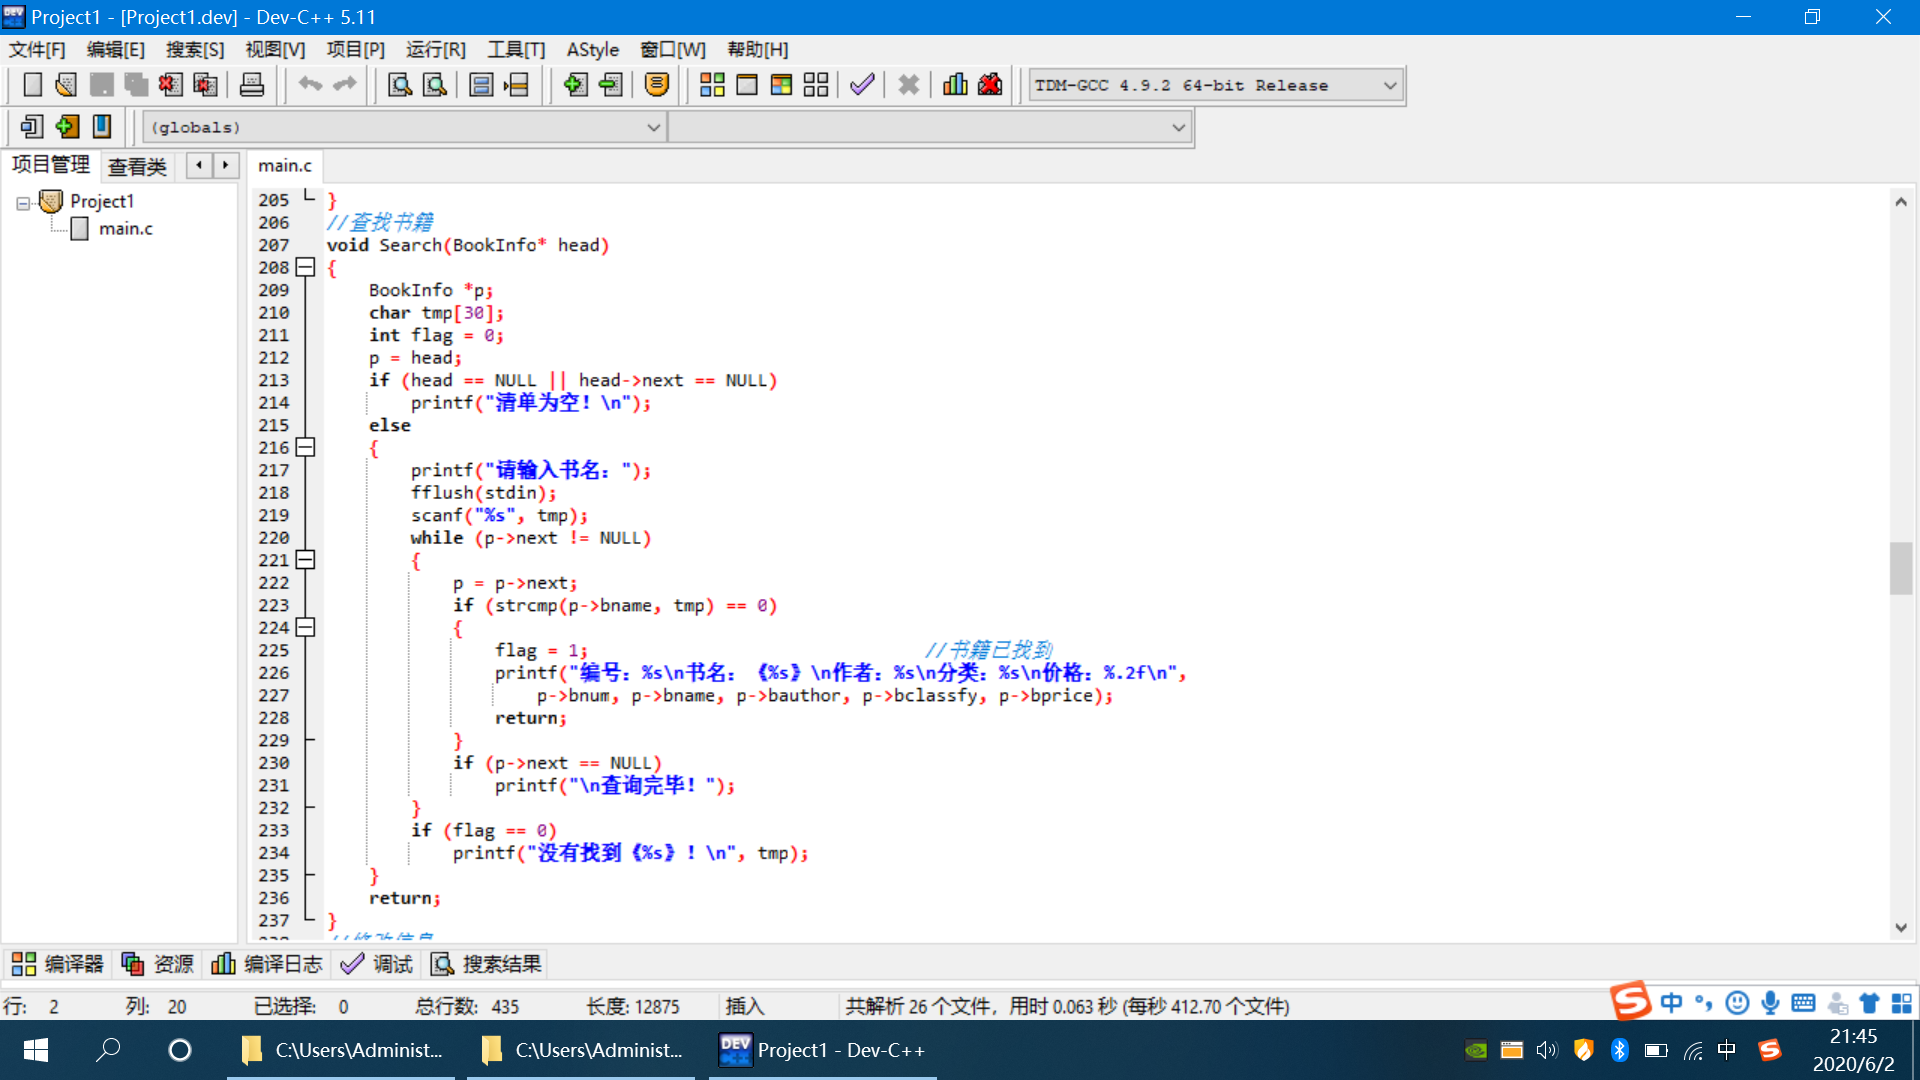 Project1 - [Project1.dev] - Dev-C++ 5.11
文件[F] 编辑[E] 搜索[S] 视图[V] 项目[P] 运行[R] 工具[T] AStyle 窗口[W] 帮助[H]
TDM-GCC 4.9.2 64-bit Release
(globals)
项目管理 查看类
main.c
Project1
main.c
205 }
206 //查找书籍
207 void Search(BookInfo* head)
208 {
209 BookInfo *p;
210 char tmp[30];
211 int flag = 0;
212 p = head;
213 if (head == NULL || head->next == NULL)
214 printf("清单为空！\n");
215 else
216 {
217 printf("请输入书名：");
218 fflush(stdin);
219 scanf("%s", tmp);
220 while (p->next != NULL)
221 {
222 p = p->next;
223 if (strcmp(p->bname, tmp) == 0)
224 {
225 flag = 1; //书籍已找到
226 printf("编号：%s\n书名：《%s》\n作者：%s\n分类：%s\n价格：%.2f\n",
227 p->bnum, p->bname, p->bauthor, p->bclassfy, p->bprice);
228 return;
229 }
230 if (p->next == NULL)
231 printf("\n查询完毕！");
232 }
233 if (flag == 0)
234 printf("没有找到《%s》！\n", tmp);
235 }
236 return;
237 }
编译器 资源 编译日志 调试 搜索结果
行: 2 列: 20 已选择: 0 总行数: 435 长度: 12875 插入 共解析 26 个文件，用时 0.063 秒 (每秒 412.70 个文件)
中
C:\Users\Administ... C:\Users\Administ... Project1 - Dev-C++
中
21:45
2020/6/2